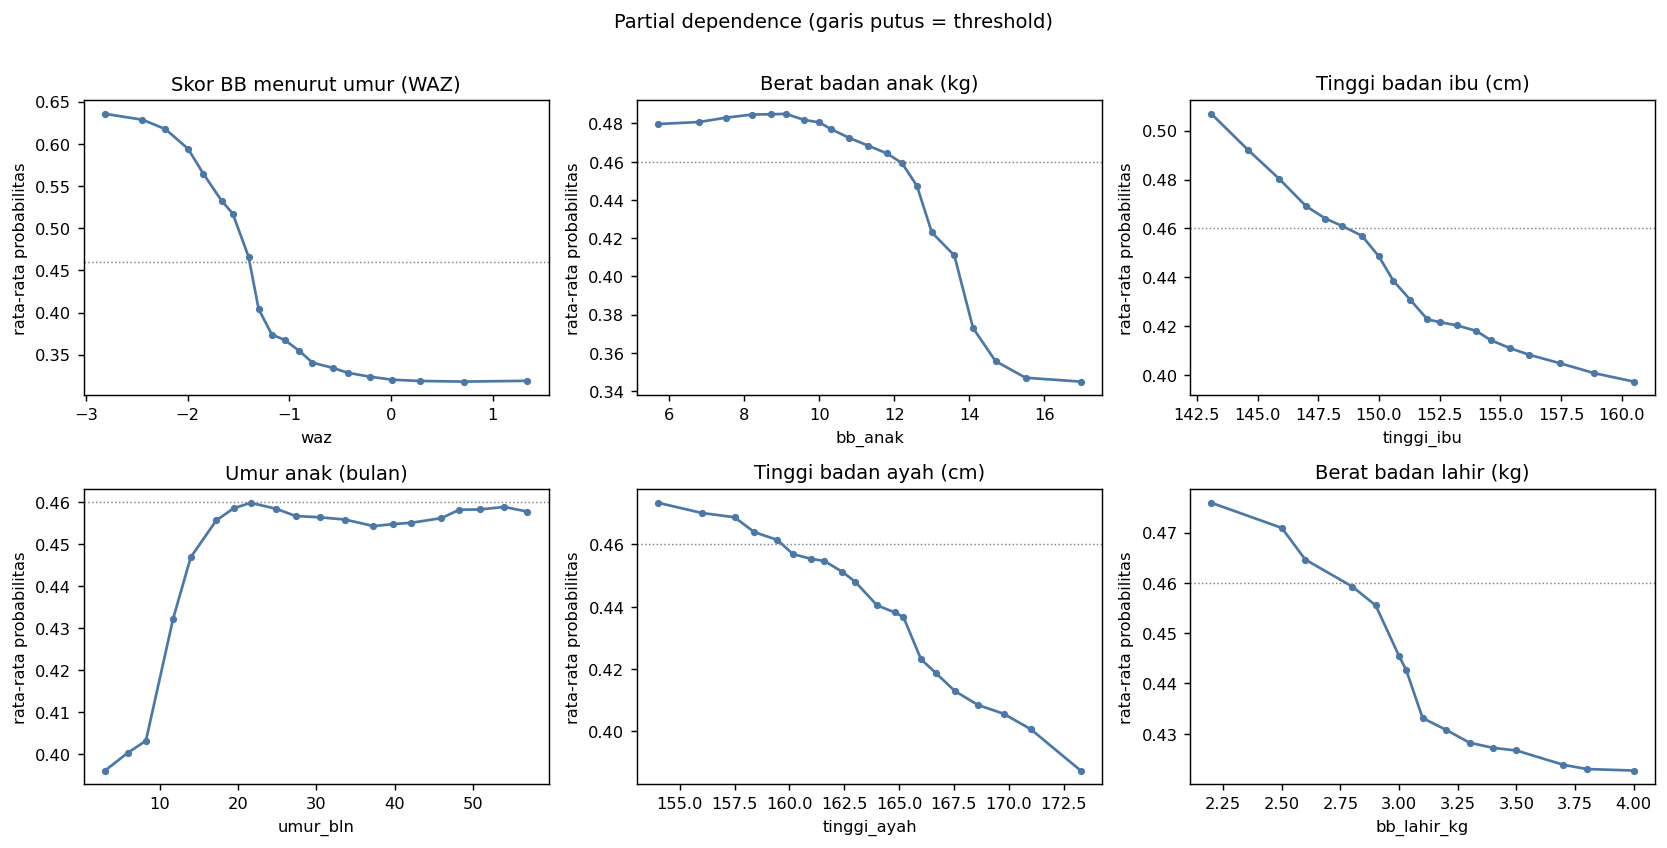 Partial dependence (garis putus = threshold)
Skor BB menurut umur (WAZ)
rata-rata probabilitas
0.65
0.60
0.55
0.50
0.45
0.40
0.35
−3 −2 −1 0 1
waz
Berat badan anak (kg)
rata-rata probabilitas
0.48
0.46
0.44
0.42
0.40
0.38
0.36
0.34
6 8 10 12 14 16
bb_anak
Tinggi badan ibu (cm)
rata-rata probabilitas
0.50
0.48
0.46
0.44
0.42
0.40
142.5 145.0 147.5 150.0 152.5 155.0 157.5 160.0
tinggi_ibu
Umur anak (bulan)
rata-rata probabilitas
0.46
0.45
0.44
0.43
0.42
0.41
0.40
10 20 30 40 50
umur_bln
Tinggi badan ayah (cm)
rata-rata probabilitas
0.46
0.44
0.42
0.40
155.0 157.5 160.0 162.5 165.0 167.5 170.0 172.5
tinggi_ayah
Berat badan lahir (kg)
rata-rata probabilitas
0.47
0.46
0.45
0.44
0.43
2.25 2.50 2.75 3.00 3.25 3.50 3.75 4.00
bb_lahir_kg